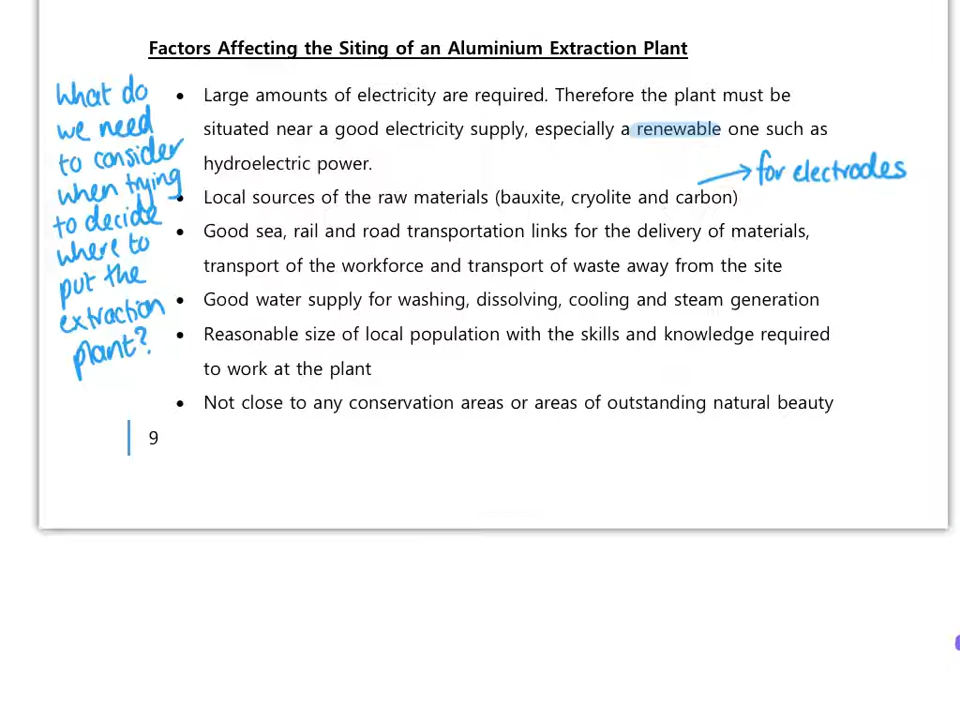 Factors Affecting the Siting of an Aluminium Extraction Plant
What do
we need
to consider
when trying
to decide
where to
put the
extraction
plant?
• Large amounts of electricity are required. Therefore the plant must be
situated near a good electricity supply, especially a renewable one such as
hydroelectric power.
for electrodes
• Local sources of the raw materials (bauxite, cryolite and carbon)
• Good sea, rail and road transportation links for the delivery of materials,
transport of the workforce and transport of waste away from the site
• Good water supply for washing, dissolving, cooling and steam generation
• Reasonable size of local population with the skills and knowledge required
to work at the plant
• Not close to any conservation areas or areas of outstanding natural beauty
9